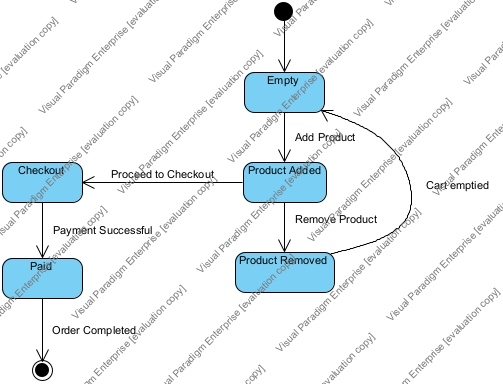 Empty
Add Product
Checkout
Proceed to Checkout
Product Added
Cart emptied
Payment Successful
Remove Product
Paid
Product Removed
Order Completed
Visual Paradigm Enterprise [evaluation copy]